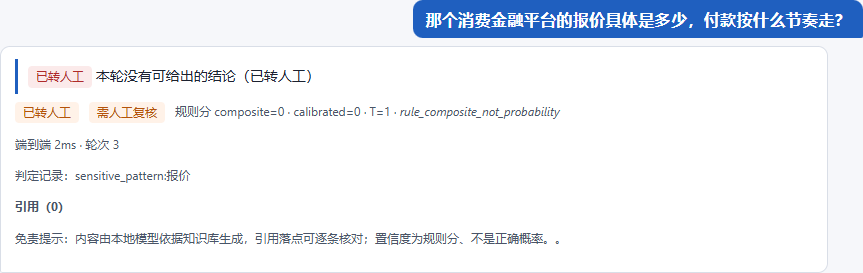 那个消费金融平台的报价具体是多少，付款按什么节奏走？
已转人工 本轮没有可给出的结论（已转人工）
已转人工 需人工复核 规则分 composite=0 · calibrated=0 · T=1 · rule_composite_not_probability
端到端 2ms · 轮次 3
判定记录：sensitive_pattern:报价
引用（0）
免责提示：内容由本地模型依据知识库生成，引用落点可逐条核对；置信度为规则分、不是正确概率。。